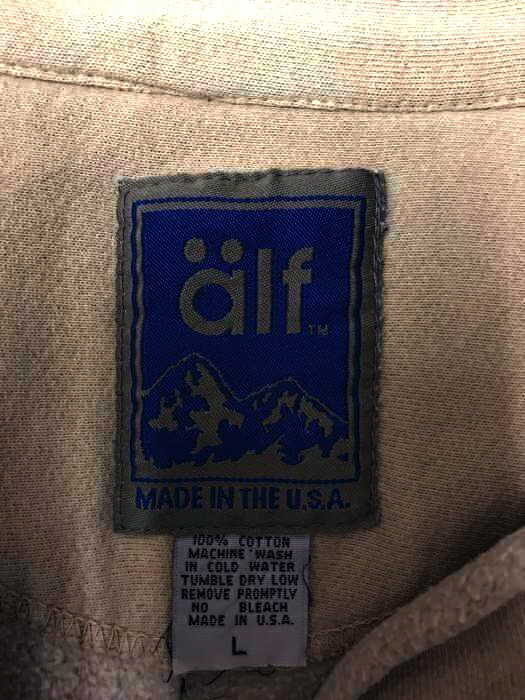 älf TM
MADE IN THE U.S.A.
100% COTTON
MACHINE WASH
IN COLD WATER
TUMBLE DRY LOW
REMOVE PROMPTLY
NO BLEACH
MADE IN U.S.A.
L